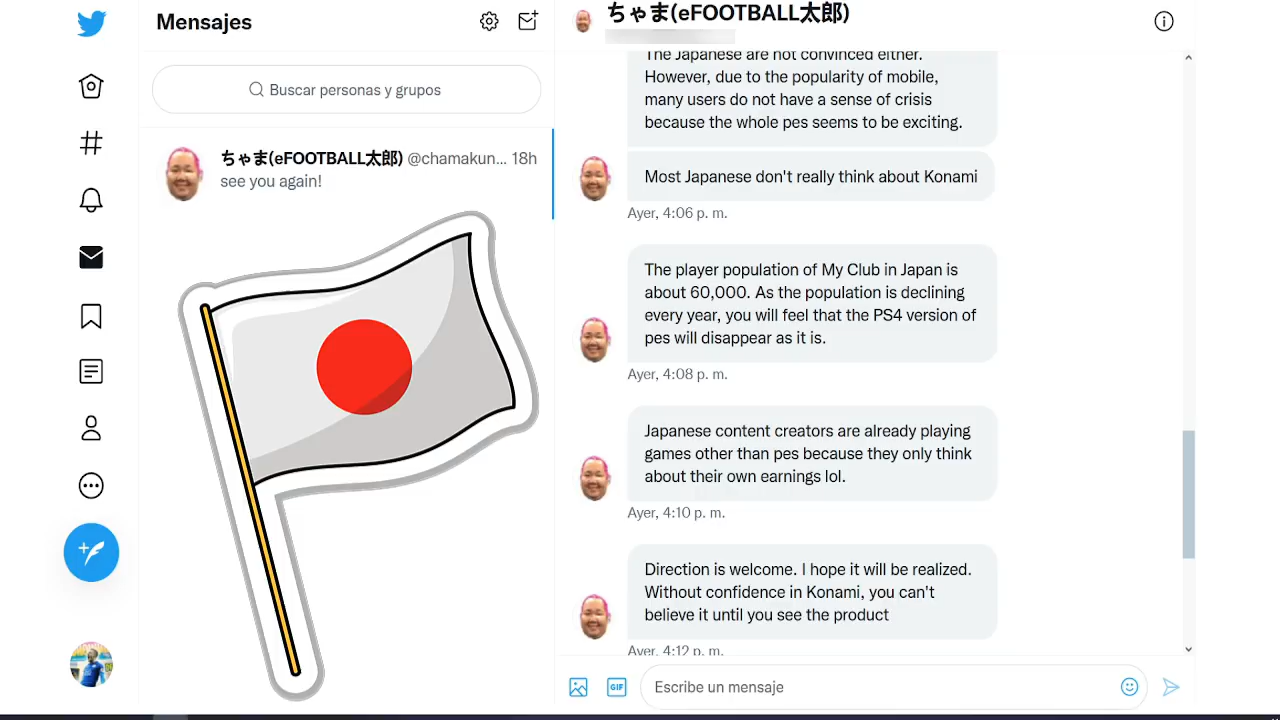 Mensajes
Buscar personas y grupos
ちゃま(eFOOTBALL太郎) @chamakun... 18h
see you again!
ちゃま(eFOOTBALL太郎)
The Japanese are not convinced either.
However, due to the popularity of mobile,
many users do not have a sense of crisis
because the whole pes seems to be exciting.
Most Japanese don't really think about Konami
Ayer, 4:06 p. m.
The player population of My Club in Japan is
about 60,000. As the population is declining
every year, you will feel that the PS4 version of
pes will disappear as it is.
Ayer, 4:08 p. m.
Japanese content creators are already playing
games other than pes because they only think
about their own earnings lol.
Ayer, 4:10 p. m.
Direction is welcome. I hope it will be realized.
Without confidence in Konami, you can't
believe it until you see the product
Ayer, 4:12 p. m.
GIF
Escribe un mensaje